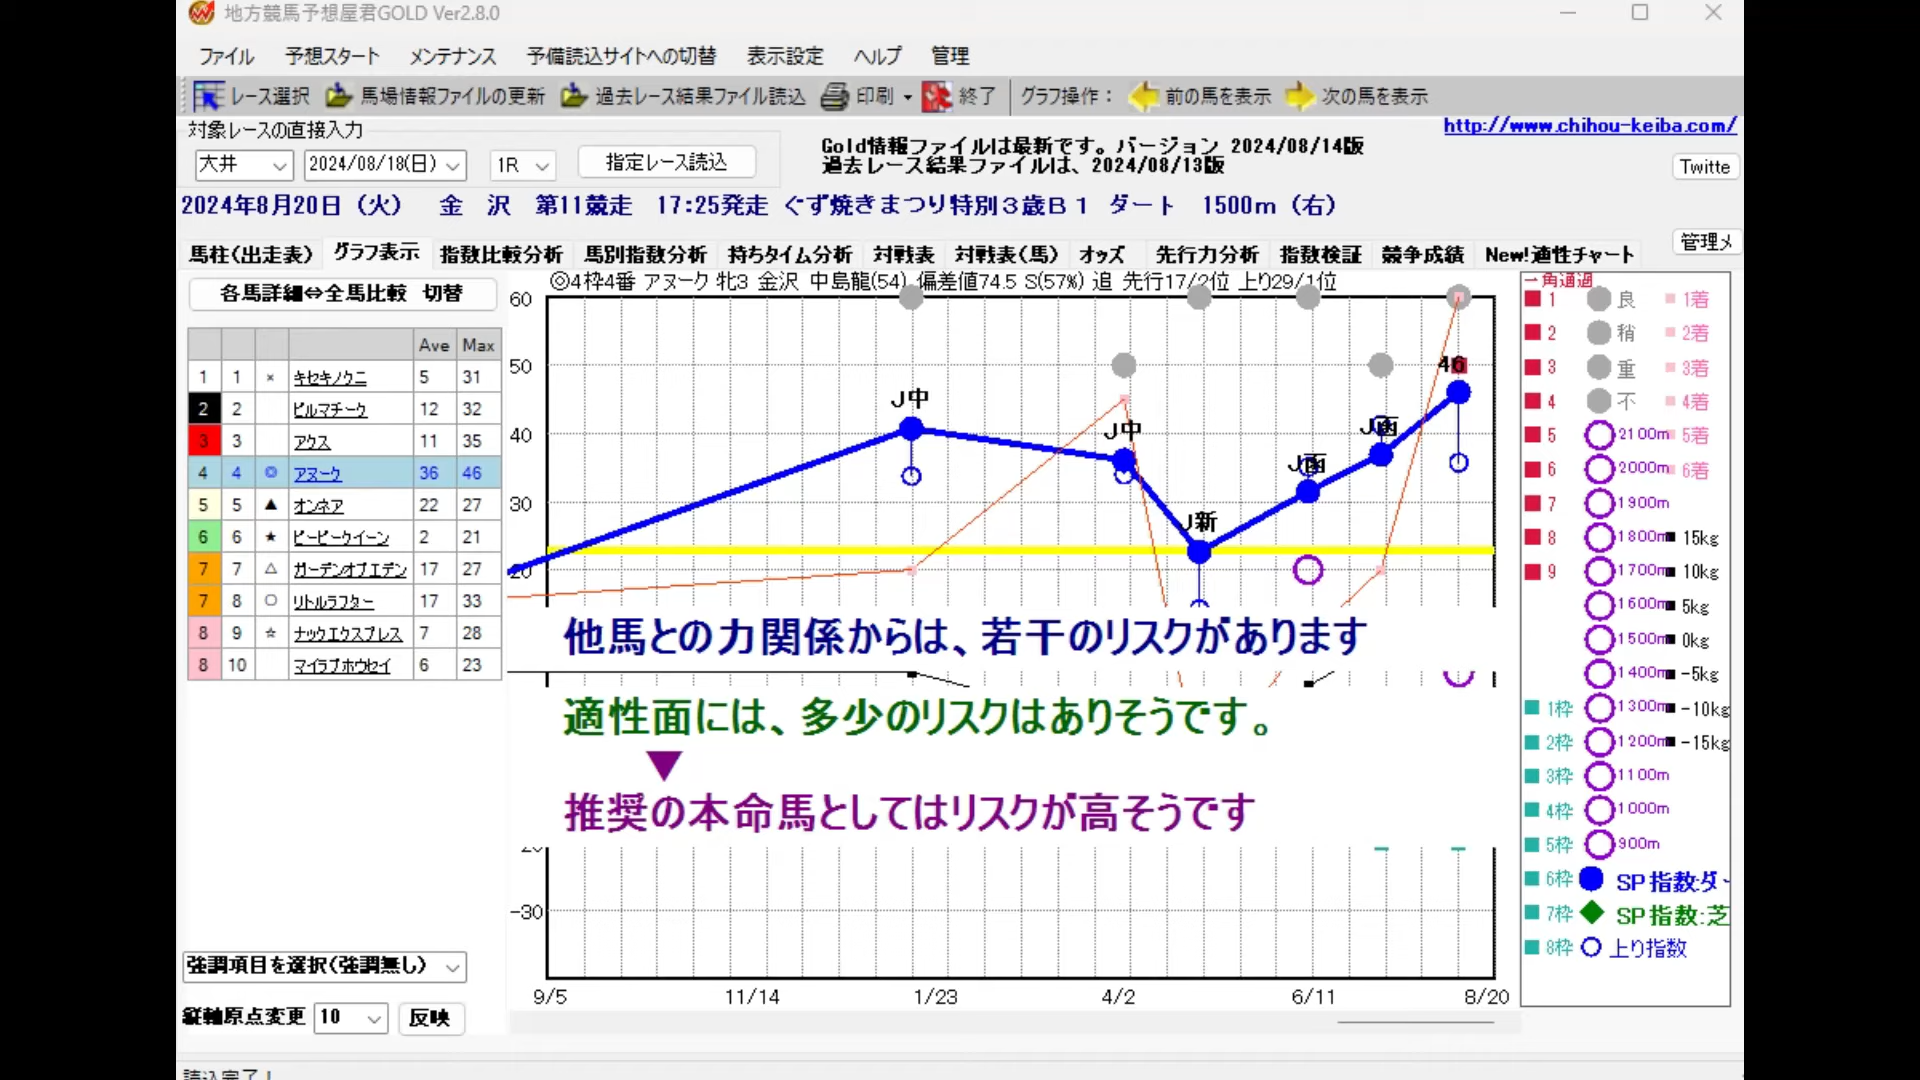 地方競馬予想屋君GOLD Ver2.8.0
ファイル 予想スタート メンテナンス 予備読込サイトへの切替 表示設定 ヘルプ 管理
レース選択 馬場情報ファイルの更新 過去レース結果ファイル読込 印刷 終了 グラフ操作： 前の馬を表示 次の馬を表示
対象レースの直接入力
http://www.chihou-keiba.com/
大井 2024/08/18(日) 1R 指定レース読込
Gold情報ファイルは最新です。バージョン 2024/08/14版
過去レース結果ファイルは、2024/08/13版
Twitte
2024年8月20日（火） 金 沢 第11競走 17:25発走 ぐず焼きまつり特別３歳Ｂ１ ダート 1500m（右）
管理メ
馬柱(出走表) グラフ表示 指数比較分析 馬別指数分析 持ちタイム分析 対戦表 対戦表(馬) オッズ 先行力分析 指数検証 競争成績 New!適性チャート
各馬詳細⇔全馬比較 切替
◎4枠4番 アヌーク 牝3 金沢 中島龍(54) 偏差値74.5 S(57%) 追 先行17/2位 上り29/1位
Ave Max
1 1 × キセキノクニ 5 31
2 2 ピルマチーク 12 32
3 3 アクス 11 35
4 4 ◎ アヌーク 36 46
5 5 ▲ オンネア 22 27
6 6 ★ ピーピークイーン 2 21
7 7 △ ガーデンオブエデン 17 27
7 8 ○ リトルラフター 17 33
8 9 ☆ ナックエクスプレス 7 28
8 10 マイラブホウセイ 6 23
60
50
40
30
20
-30
J中
J中
J新
J函
J函
46
他馬との力関係からは、若干のリスクがあります
適性面には、多少のリスクはありそうです。
▼
推奨の本命馬としてはリスクが高そうです
9/5 11/14 1/23 4/2 6/11 8/20
一角通過
1 良 1着
2 稍 2着
3 重 3着
4 不 4着
5 2100m 5着
6 2000m 6着
7 1900m
8 1800m 15kg
9 1700m 10kg
1600m 5kg
1500m 0kg
1400m -5kg
1枠 1300m -10kg
2枠 1200m -15kg
3枠 1100m
4枠 1000m
5枠 900m
6枠 SP指数:ダ
7枠 SP指数:芝
8枠 上り指数
強調項目を選択(強調無し)
縦軸原点変更 10 反映
読込完了！